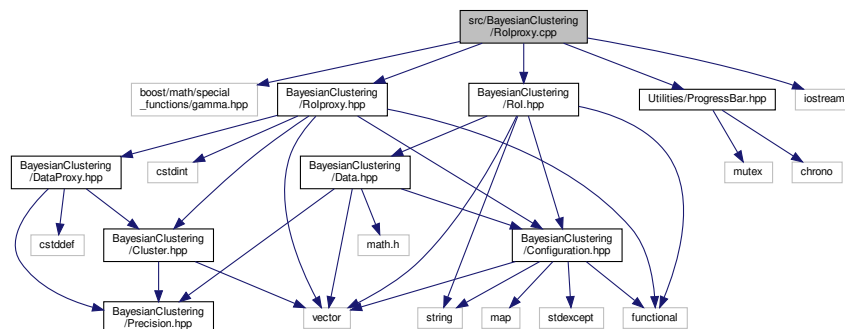 src/BayesianClustering
/RoIproxy.cpp
boost/math/special
_functions/gamma.hpp
BayesianClustering
/RoIproxy.hpp
BayesianClustering
/RoI.hpp
Utilities/ProgressBar.hpp
iostream
BayesianClustering
/DataProxy.hpp
cstdint
BayesianClustering
/Data.hpp
mutex
chrono
cstddef
BayesianClustering
/Cluster.hpp
math.h
BayesianClustering
/Configuration.hpp
BayesianClustering
/Precision.hpp
vector
string
map
stdexcept
functional